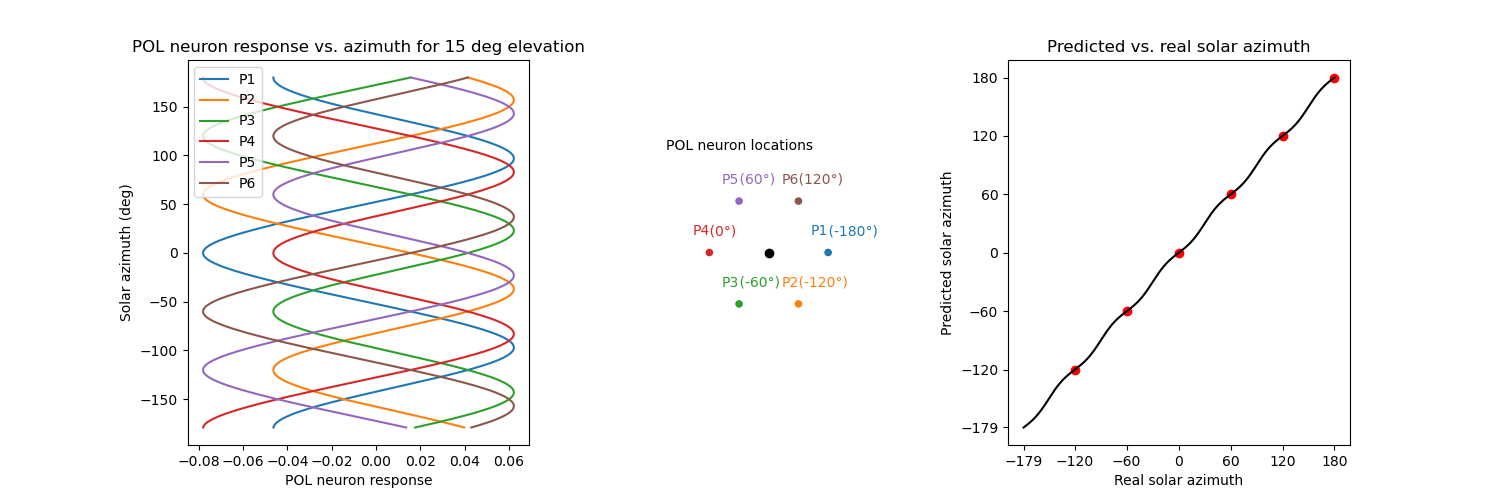 POL neuron response vs. azimuth for 15 deg elevation
P1
P2
P3
P4
P5
P6
Solar azimuth (deg)
150
100
50
0
−50
−100
−150
−0.08 −0.06 −0.04 −0.02 0.00 0.02 0.04 0.06
POL neuron response
POL neuron locations
P5(60°) P6(120°)
P4(0°) P1(-180°)
P3(-60°) P2(-120°)
Predicted vs. real solar azimuth
Predicted solar azimuth
180
120
60
0
−60
−120
−179
−179 −120 −60 0 60 120 180
Real solar azimuth